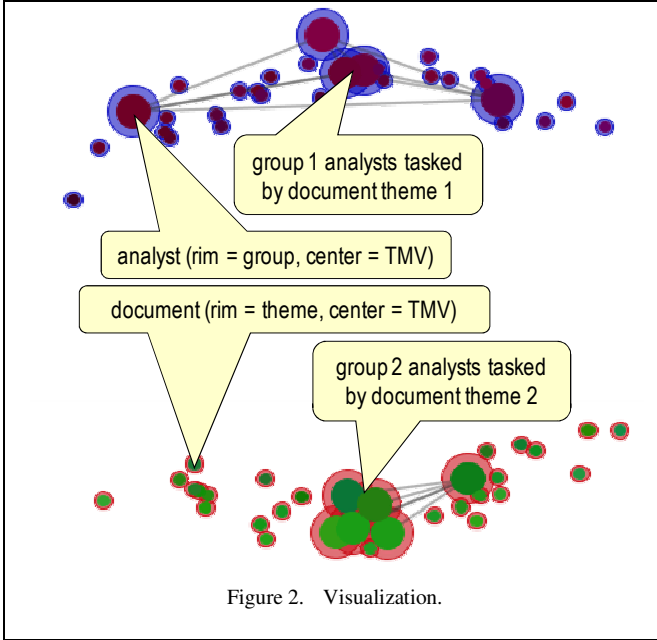 group 1 analysts tasked
by document theme 1
analyst (rim = group, center = TMV)
document (rim = theme, center = TMV)
group 2 analysts tasked
by document theme 2
Figure 2. Visualization.